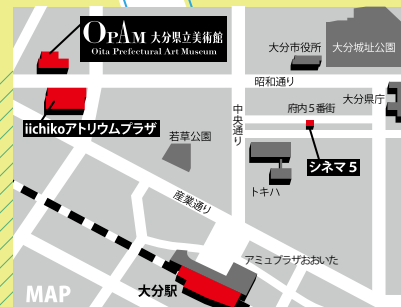 OPAM 大分県立美術館
Oita Prefectural Art Museum
大分市役所
大分城址公園
昭和通り
大分県庁
府内5番街
中央通り
iichikoアトリウムプラザ
若草公園
シネマ5
トキハ
産業通り
アミュプラザおおいた
大分駅
MAP